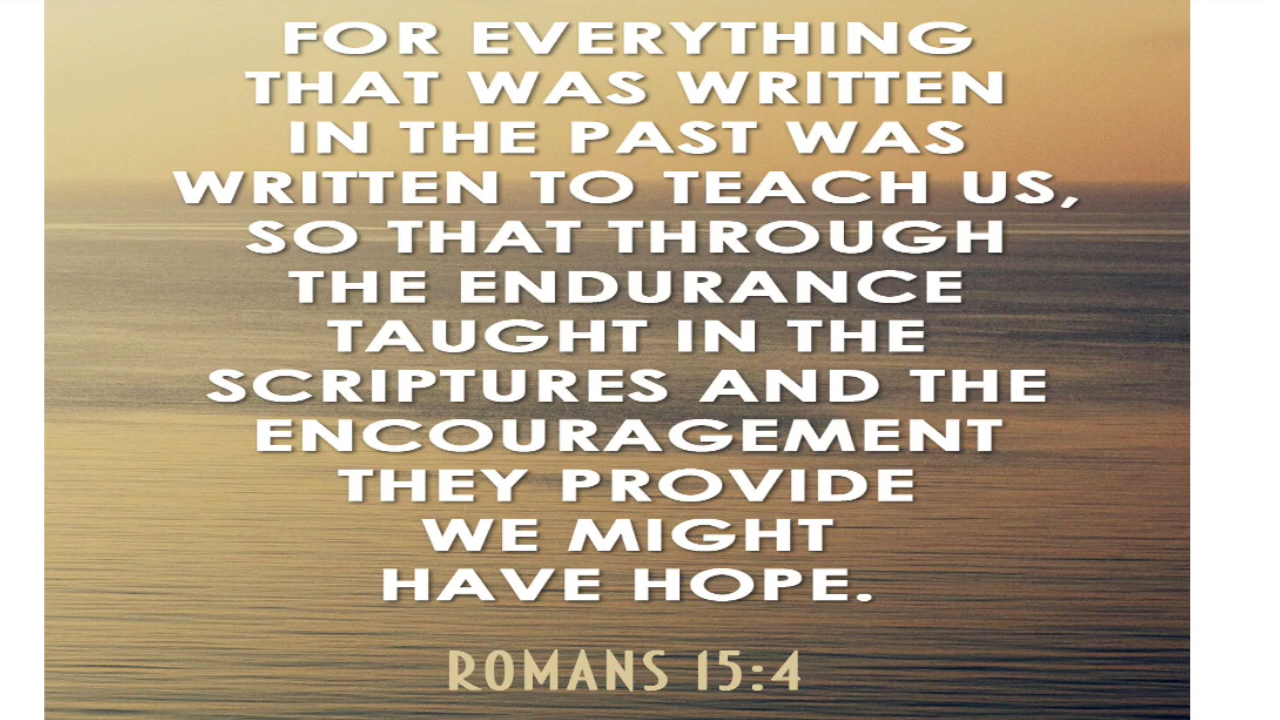 FOR EVERYTHING
THAT WAS WRITTEN
IN THE PAST WAS
WRITTEN TO TEACH US,
SO THAT THROUGH
THE ENDURANCE
TAUGHT IN THE
SCRIPTURES AND THE
ENCOURAGEMENT
THEY PROVIDE
WE MIGHT
HAVE HOPE.
ROMANS 15:4